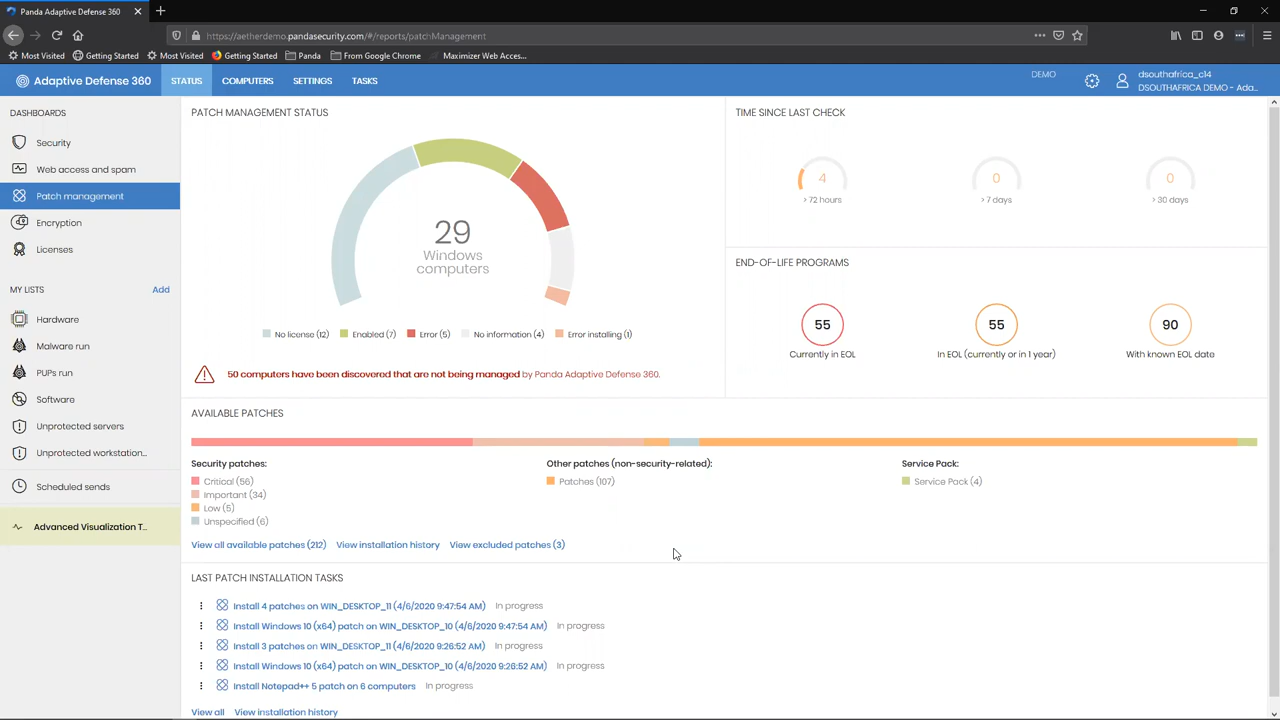 Panda Adaptive Defense 360
https://aetherdemo.pandasecurity.com/#/reports/patchManagement
Most Visited
Getting Started
Most Visited
Getting Started
Panda
From Google Chrome
Maximizer Web Acces...
Adaptive Defense 360
STATUS
COMPUTERS
SETTINGS
TASKS
DEMO
dsouthafrica_c14
DSOUTHAFRICA DEMO - Ada...
DASHBOARDS
Security
Web access and spam
Patch management
Encryption
Licenses
MY LISTS
Add
Hardware
Malware run
PUPs run
Software
Unprotected servers
Unprotected workstation...
Scheduled sends
Advanced Visualization T...
PATCH MANAGEMENT STATUS
29
Windows
computers
No license (12)
Enabled (7)
Error (5)
No information (4)
Error installing (1)
50 computers have been discovered that are not being managed by Panda Adaptive Defense 360.
TIME SINCE LAST CHECK
4
> 72 hours
0
> 7 days
0
> 30 days
END-OF-LIFE PROGRAMS
55
Currently in EOL
55
In EOL (currently or in 1 year)
90
With known EOL date
AVAILABLE PATCHES
Security patches:
Critical (56)
Important (34)
Low (5)
Unspecified (6)
Other patches (non-security-related):
Patches (107)
Service Pack:
Service Pack (4)
View all available patches (212)
View installation history
View excluded patches (3)
LAST PATCH INSTALLATION TASKS
Install 4 patches on WIN_DESKTOP_11 (4/6/2020 9:47:54 AM) In progress
Install Windows 10 (x64) patch on WIN_DESKTOP_10 (4/6/2020 9:47:54 AM) In progress
Install 3 patches on WIN_DESKTOP_11 (4/6/2020 9:26:52 AM) In progress
Install Windows 10 (x64) patch on WIN_DESKTOP_10 (4/6/2020 9:26:52 AM) In progress
Install Notepad++ 5 patch on 6 computers In progress
View all
View installation history